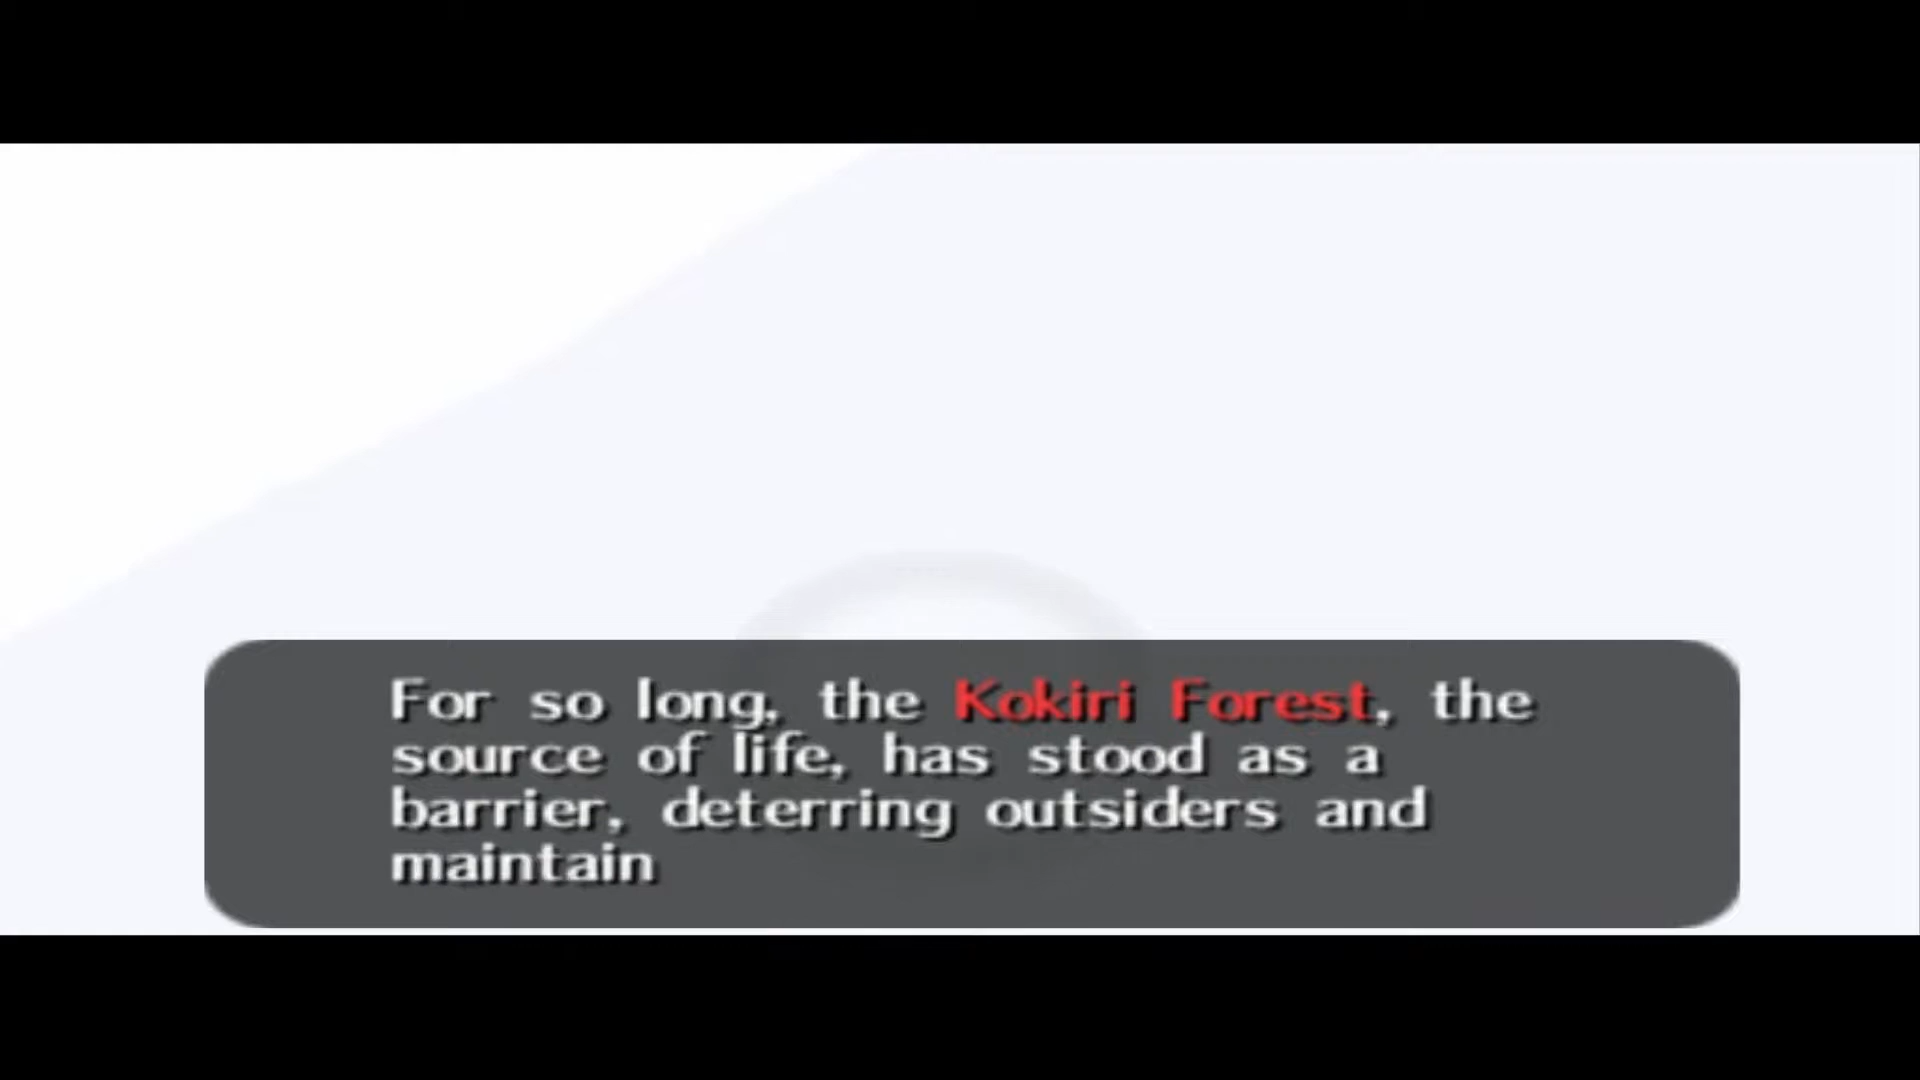 For so long, the Kokiri Forest, the
source of life, has stood as a
barrier, deterring outsiders and
maintain